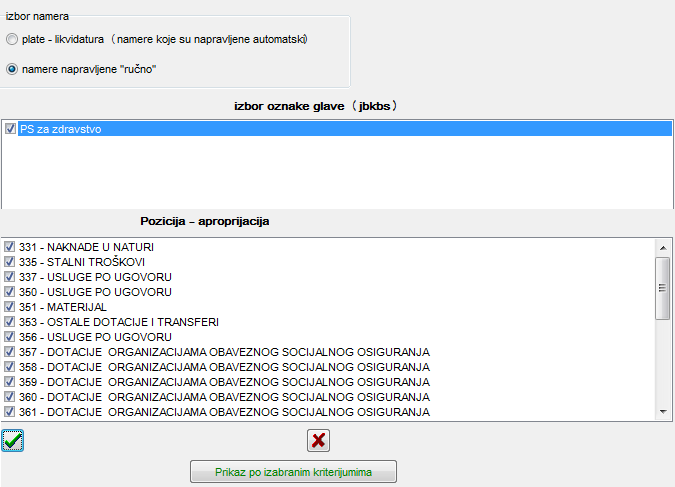 izbor namera
plate - likvidatura (namere koje su napravljene automatski)
namere napravljene "ručno"
izbor oznake glave (jbkbs)
PS za zdravstvo
Pozicija - aproprijacija
331 - NAKNADE U NATURI
335 - STALNI TROŠKOVI
337 - USLUGE PO UGOVORU
350 - USLUGE PO UGOVORU
351 - MATERIJAL
353 - OSTALE DOTACIJE I TRANSFERI
356 - USLUGE PO UGOVORU
357 - DOTACIJE ORGANIZACIJAMA OBAVEZNOG SOCIJALNOG OSIGURANJA
358 - DOTACIJE ORGANIZACIJAMA OBAVEZNOG SOCIJALNOG OSIGURANJA
359 - DOTACIJE ORGANIZACIJAMA OBAVEZNOG SOCIJALNOG OSIGURANJA
360 - DOTACIJE ORGANIZACIJAMA OBAVEZNOG SOCIJALNOG OSIGURANJA
361 - DOTACIJE ORGANIZACIJAMA OBAVEZNOG SOCIJALNOG OSIGURANJA
Prikaz po izabranim kriterijumima